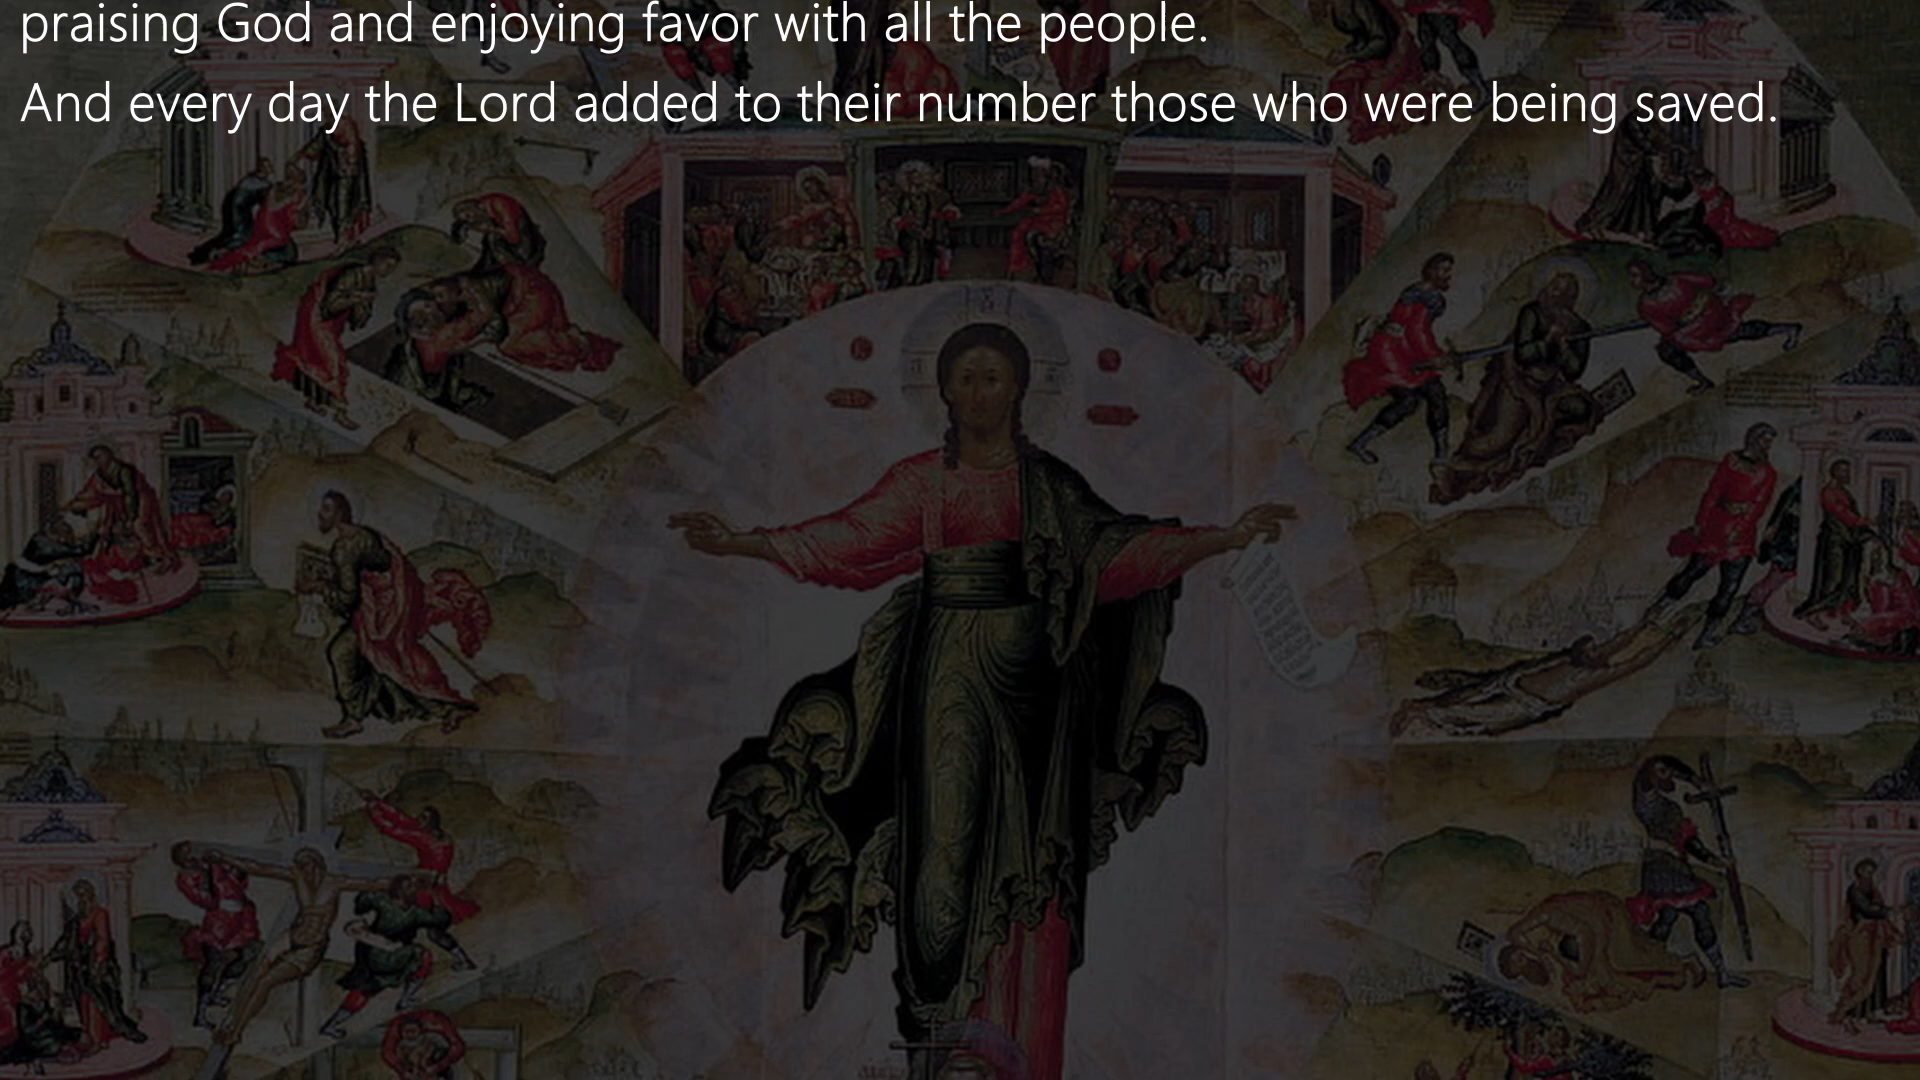 praising God and enjoying favor with all the people.
And every day the Lord added to their number those who were being saved.